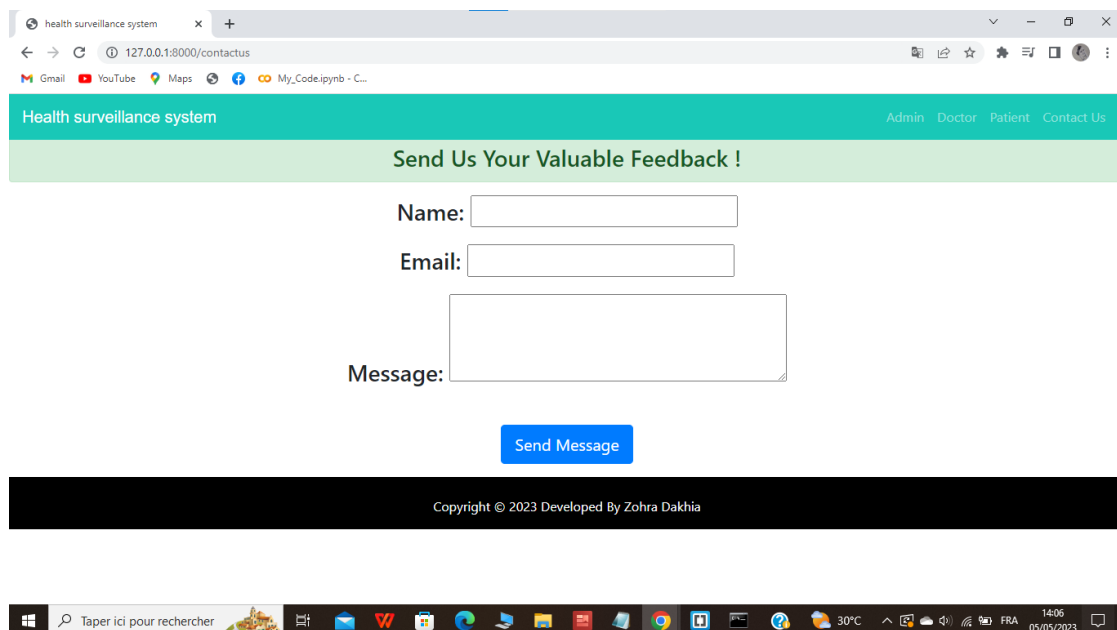 health surveillance system
127.0.0.1:8000/contactus
Gmail YouTube Maps My_Code.ipynb - C...
Health surveillance system Admin Doctor Patient Contact Us
Send Us Your Valuable Feedback !
Name:
Email:
Message:
Send Message
Copyright © 2023 Developed By Zohra Dakhia
Taper ici pour rechercher 30°C FRA 14:06
05/05/2023